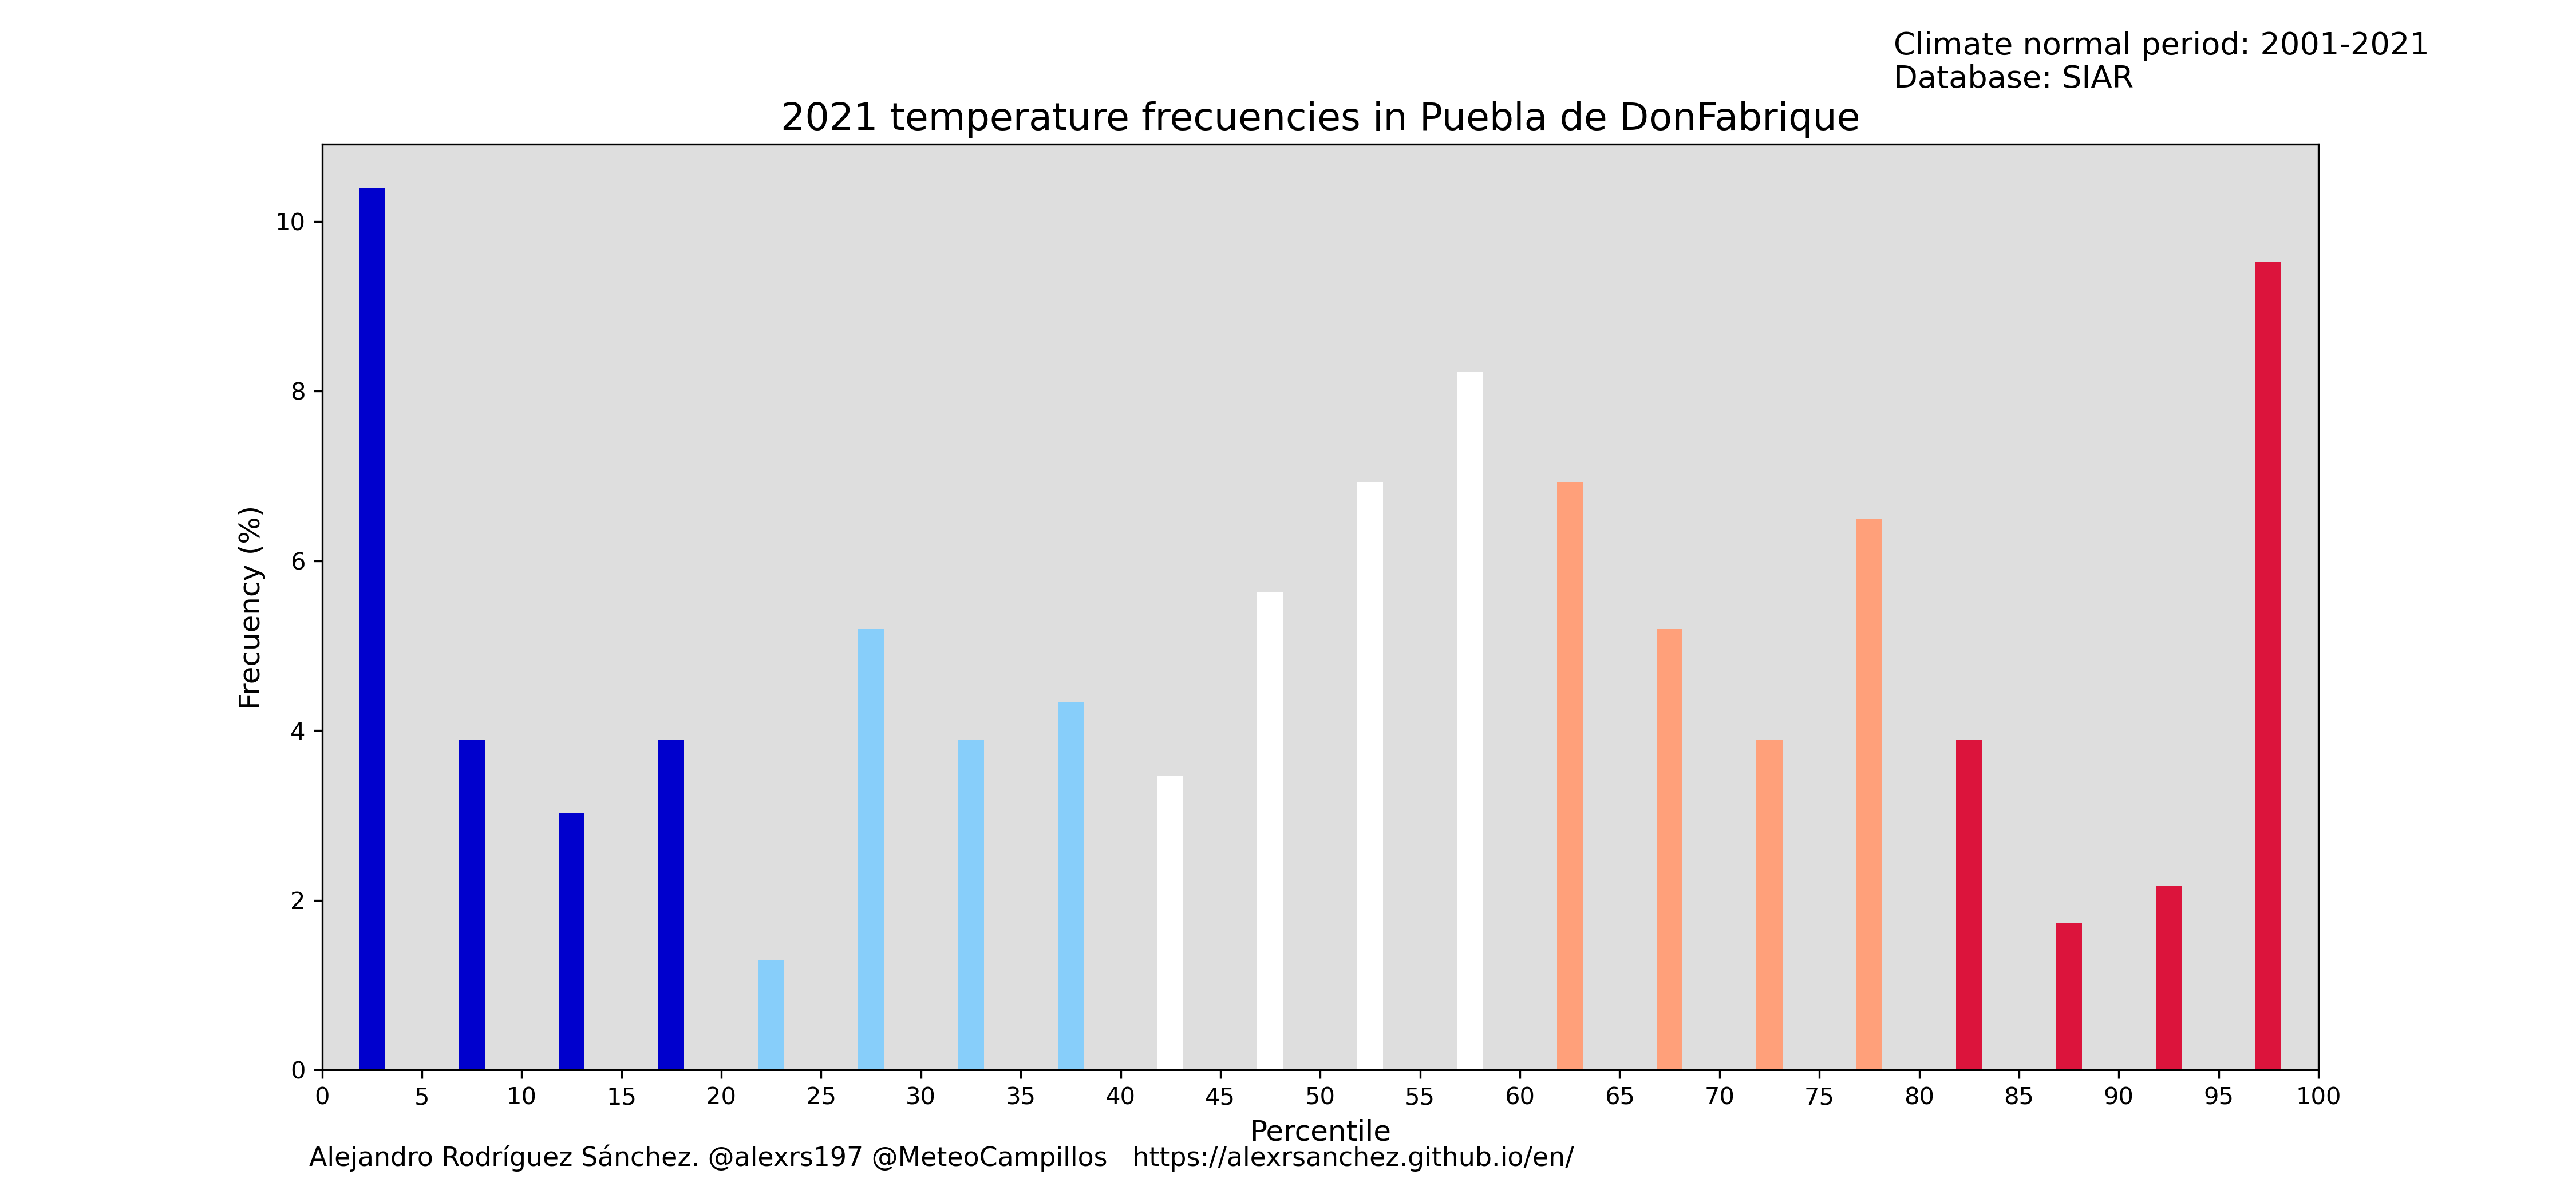 Climate normal period: 2001-2021
Database: SIAR
2021 temperature frecuencies in Puebla de DonFabrique
Frecuency (%)
10
8
6
4
2
0
0 5 10 15 20 25 30 35 40 45 50 55 60 65 70 75 80 85 90 95 100
Percentile
Alejandro Rodríguez Sánchez. @alexrs197 @MeteoCampillos https://alexrsanchez.github.io/en/